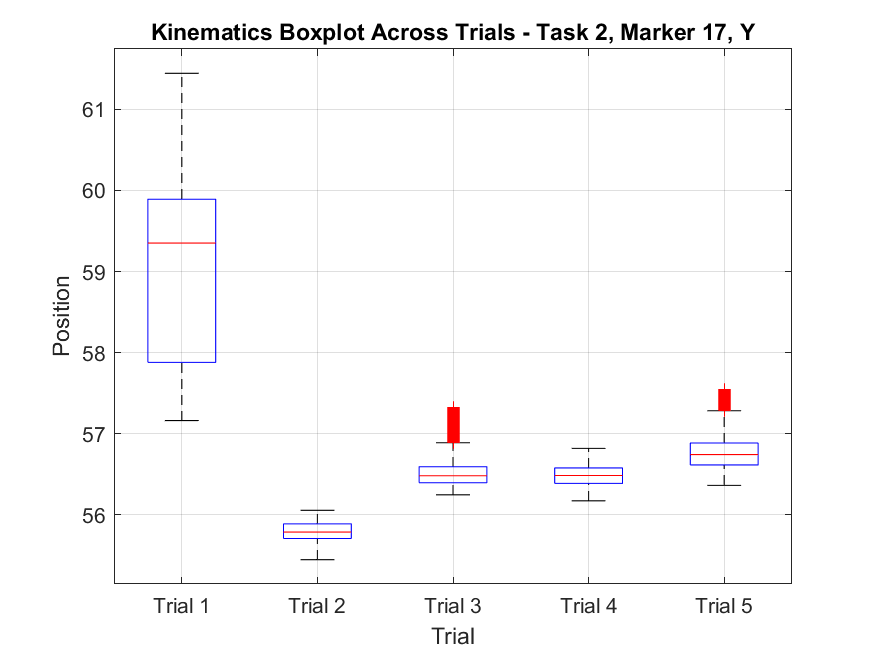 Kinematics Boxplot Across Trials - Task 2, Marker 17, Y
61
60
59
58
57
56
Position
Trial 1 Trial 2 Trial 3 Trial 4 Trial 5
Trial